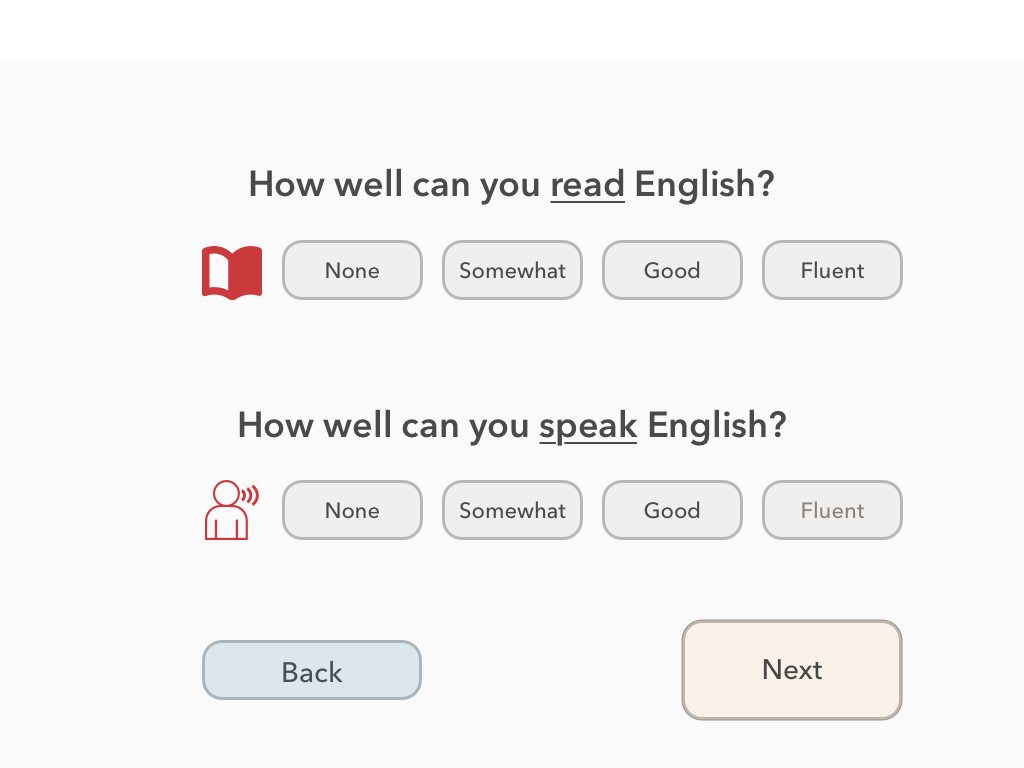 How well can you read English?
None Somewhat Good Fluent
How well can you speak English?
None Somewhat Good Fluent
Back Next